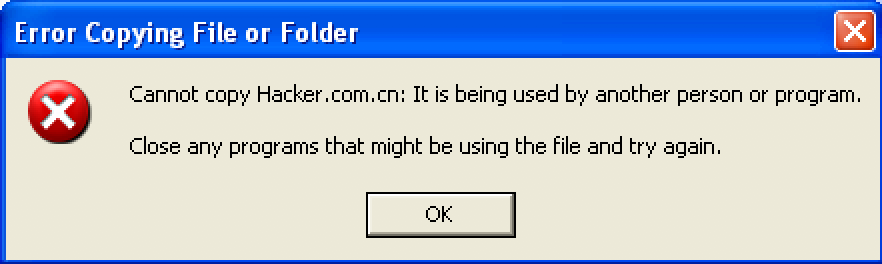 Error Copying File or Folder
Cannot copy Hacker.com.cn: It is being used by another person or program.
Close any programs that might be using the file and try again.
OK